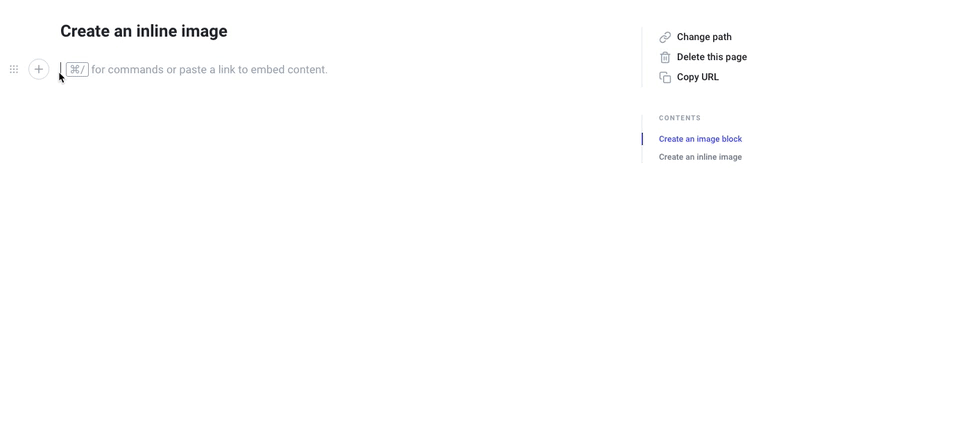 Create an inline image
⌘/ for commands or paste a link to embed content.
Change path
Delete this page
Copy URL
CONTENTS
Create an image block
Create an inline image